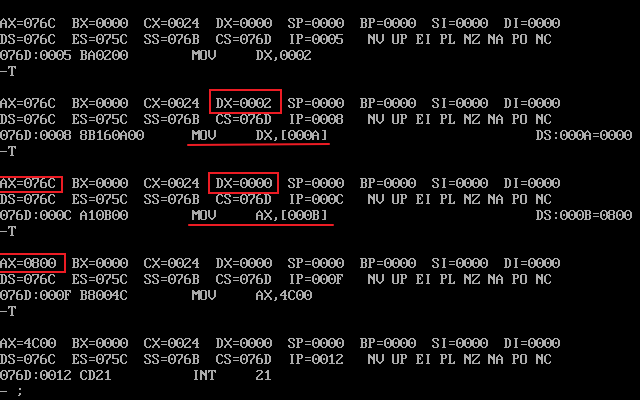 AX=076C BX=0000 CX=0024 DX=0000 SP=0000 BP=0000 SI=0000 DI=0000
DS=076C ES=075C SS=076B CS=076D IP=0005 NV UP EI PL NZ NA PO NC
076D:0005 BA0200 MOV DX,0002
-T
AX=076C BX=0000 CX=0024 DX=0002 SP=0000 BP=0000 SI=0000 DI=0000
DS=076C ES=075C SS=076B CS=076D IP=0008 NV UP EI PL NZ NA PO NC
076D:0008 8B160A00 MOV DX,[000A] DS:000A=0000
-T
AX=076C BX=0000 CX=0024 DX=0000 SP=0000 BP=0000 SI=0000 DI=0000
DS=076C ES=075C SS=076B CS=076D IP=000C NV UP EI PL NZ NA PO NC
076D:000C A10B00 MOV AX,[000B] DS:000B=0800
-T
AX=0800 BX=0000 CX=0024 DX=0000 SP=0000 BP=0000 SI=0000 DI=0000
DS=076C ES=075C SS=076B CS=076D IP=000F NV UP EI PL NZ NA PO NC
076D:000F B8004C MOV AX,4C00
-T
AX=4C00 BX=0000 CX=0024 DX=0000 SP=0000 BP=0000 SI=0000 DI=0000
DS=076C ES=075C SS=076B CS=076D IP=0012 NV UP EI PL NZ NA PO NC
076D:0012 CD21 INT 21
- ;